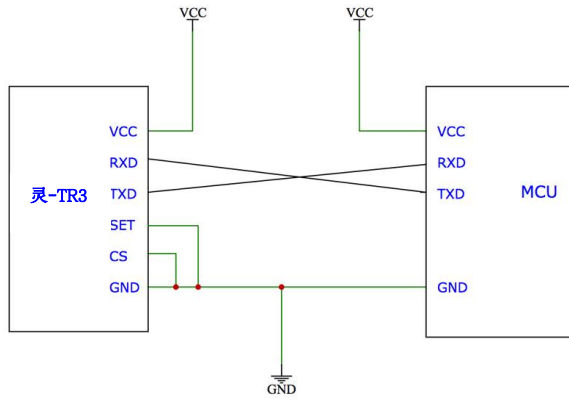 VCC
VCC
VCC
RXD
TXD
SET
CS
GND
灵-TR3
VCC
RXD
TXD
GND
MCU
GND